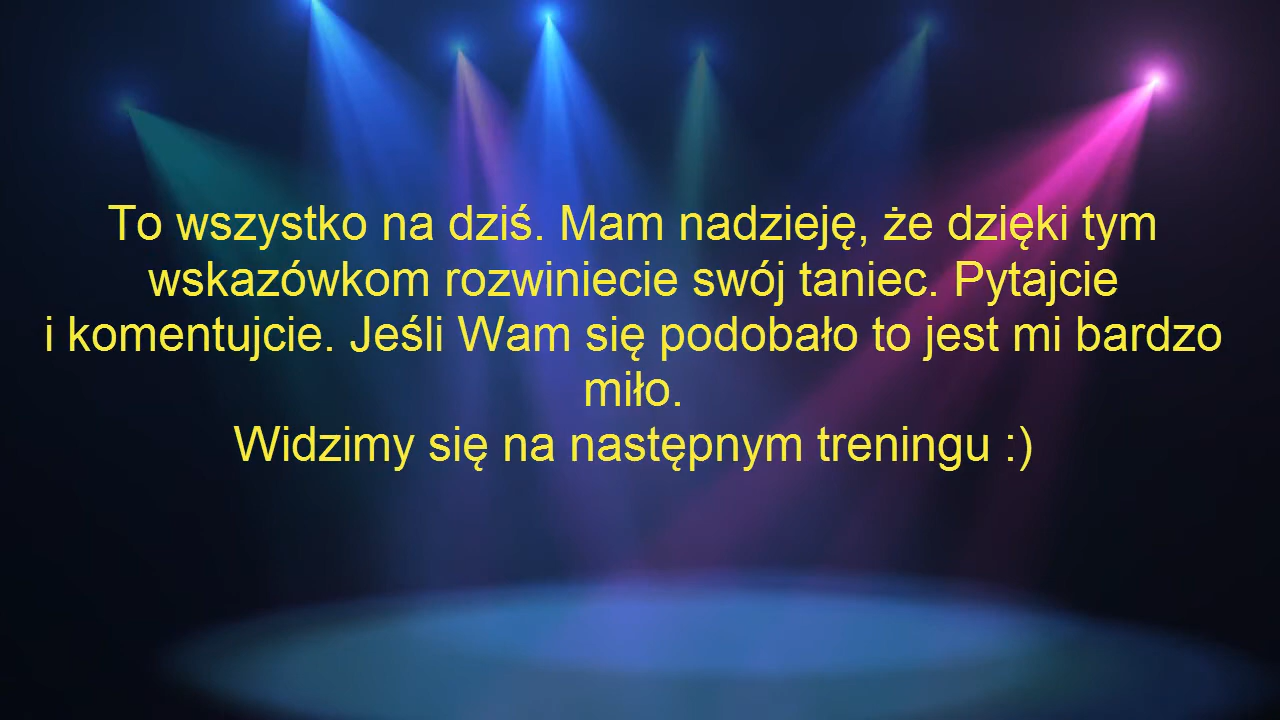 To wszystko na dziś. Mam nadzieję, że dzięki tym
wskazówkom rozwiniecie swój taniec. Pytajcie
i komentujcie. Jeśli Wam się podobało to jest mi bardzo
miło.
Widzimy się na następnym treningu :)